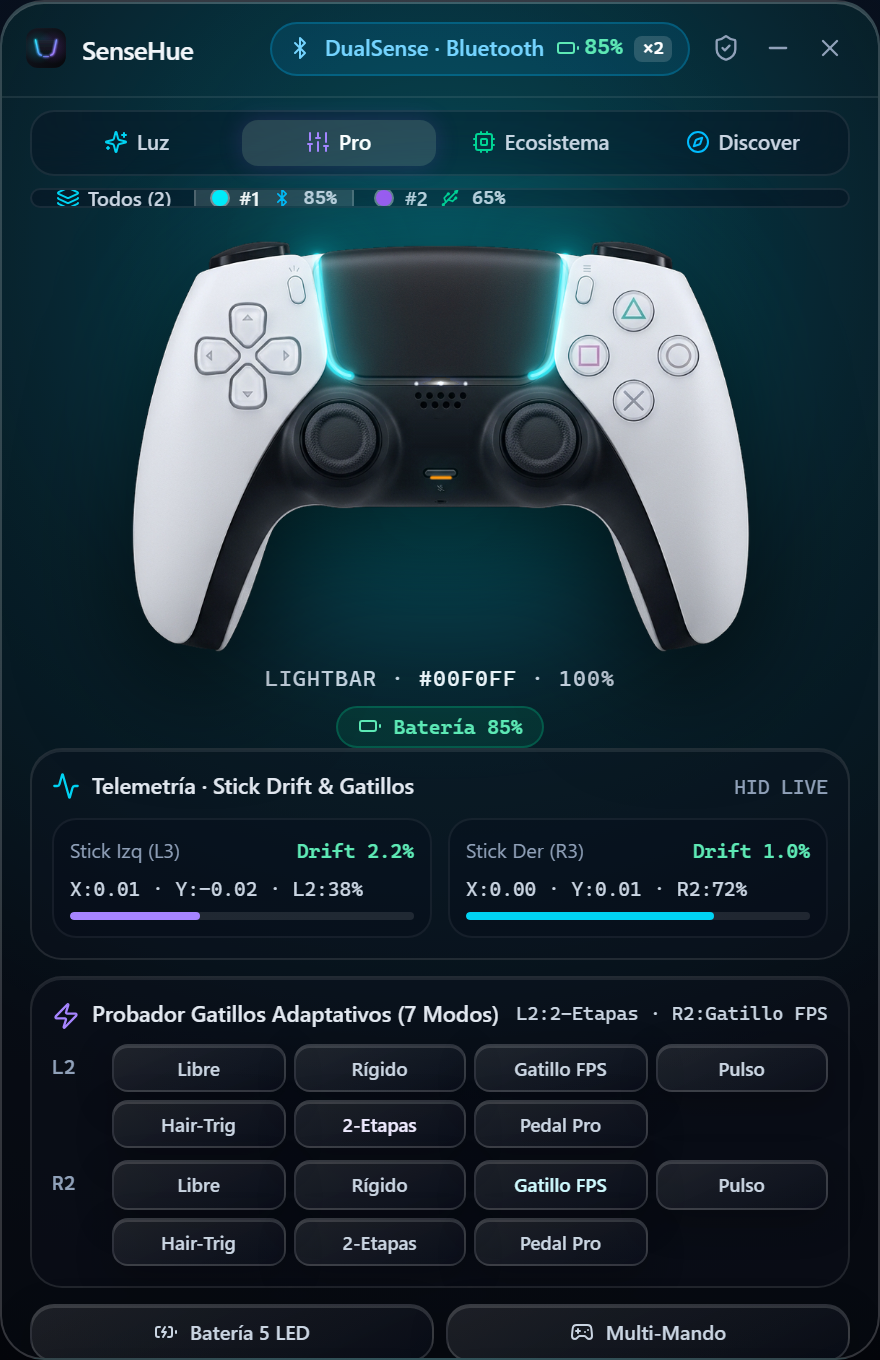 SenseHue DualSense · Bluetooth 85% ×2
Luz Pro Ecosistema Discover
Todos (2) #1 85% #2 65%
LIGHTBAR · #00F0FF · 100%
Batería 85%
Telemetría · Stick Drift & Gatillos HID LIVE
Stick Izq (L3) Drift 2.2% Stick Der (R3) Drift 1.0%
X:0.01 · Y:−0.02 · L2:38% X:0.00 · Y:0.01 · R2:72%
Probador Gatillos Adaptativos (7 Modos) L2:2−Etapas · R2:Gatillo FPS
L2 Libre Rígido Gatillo FPS Pulso
Hair-Trig 2-Etapas Pedal Pro
R2 Libre Rígido Gatillo FPS Pulso
Hair-Trig 2-Etapas Pedal Pro
Batería 5 LED Multi-Mando